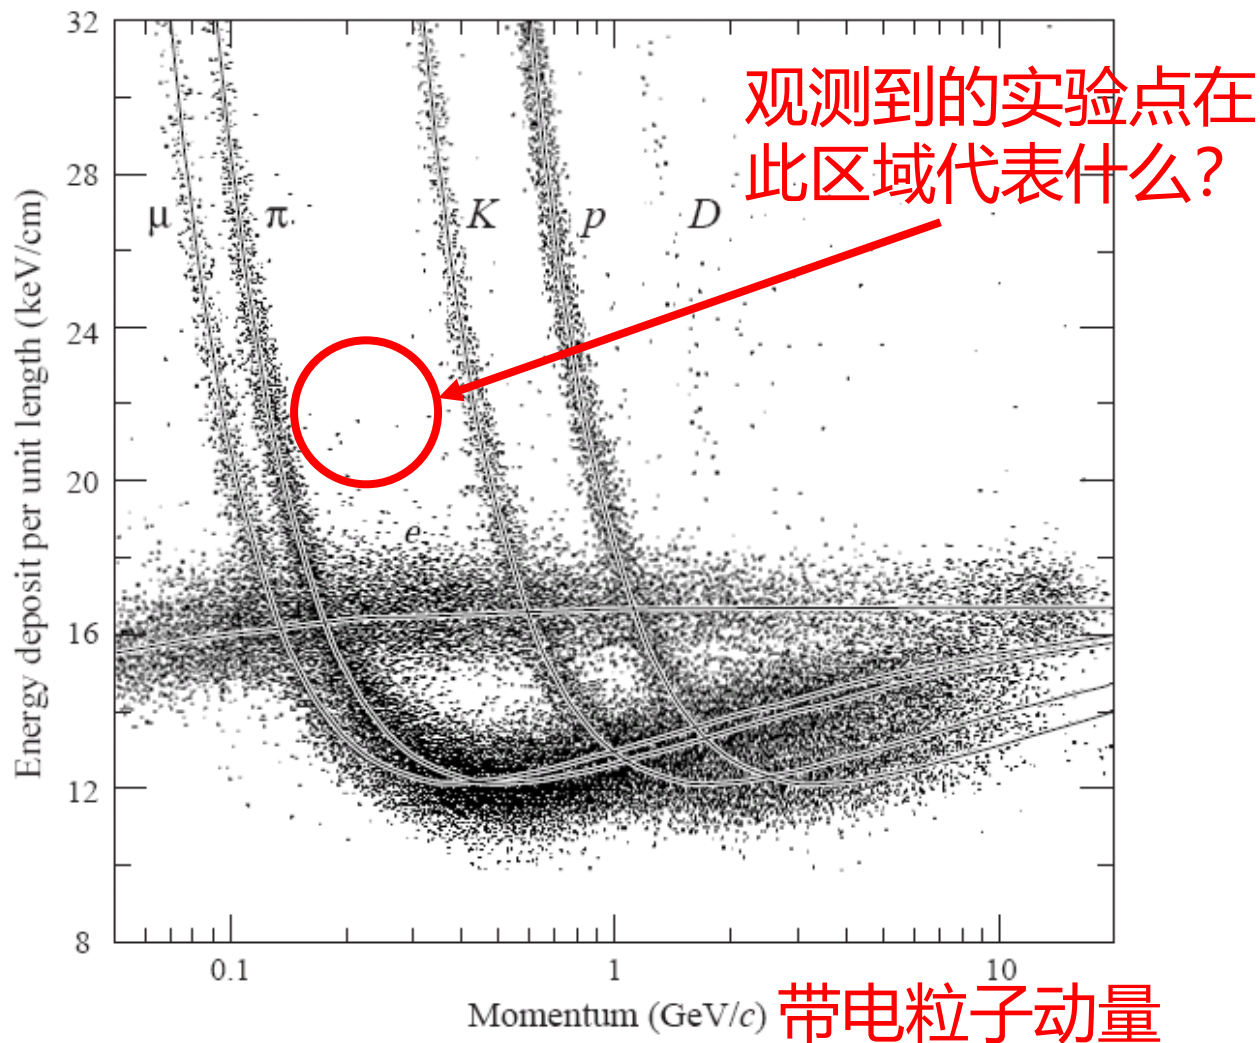 32
28
24
20
16
12
8
Energy deposit per unit length (keV/cm)
μ
π
K
p
D
e
观测到的实验点在
此区域代表什么？
0.1
1
10
Momentum (GeV/c)
带电粒子动量